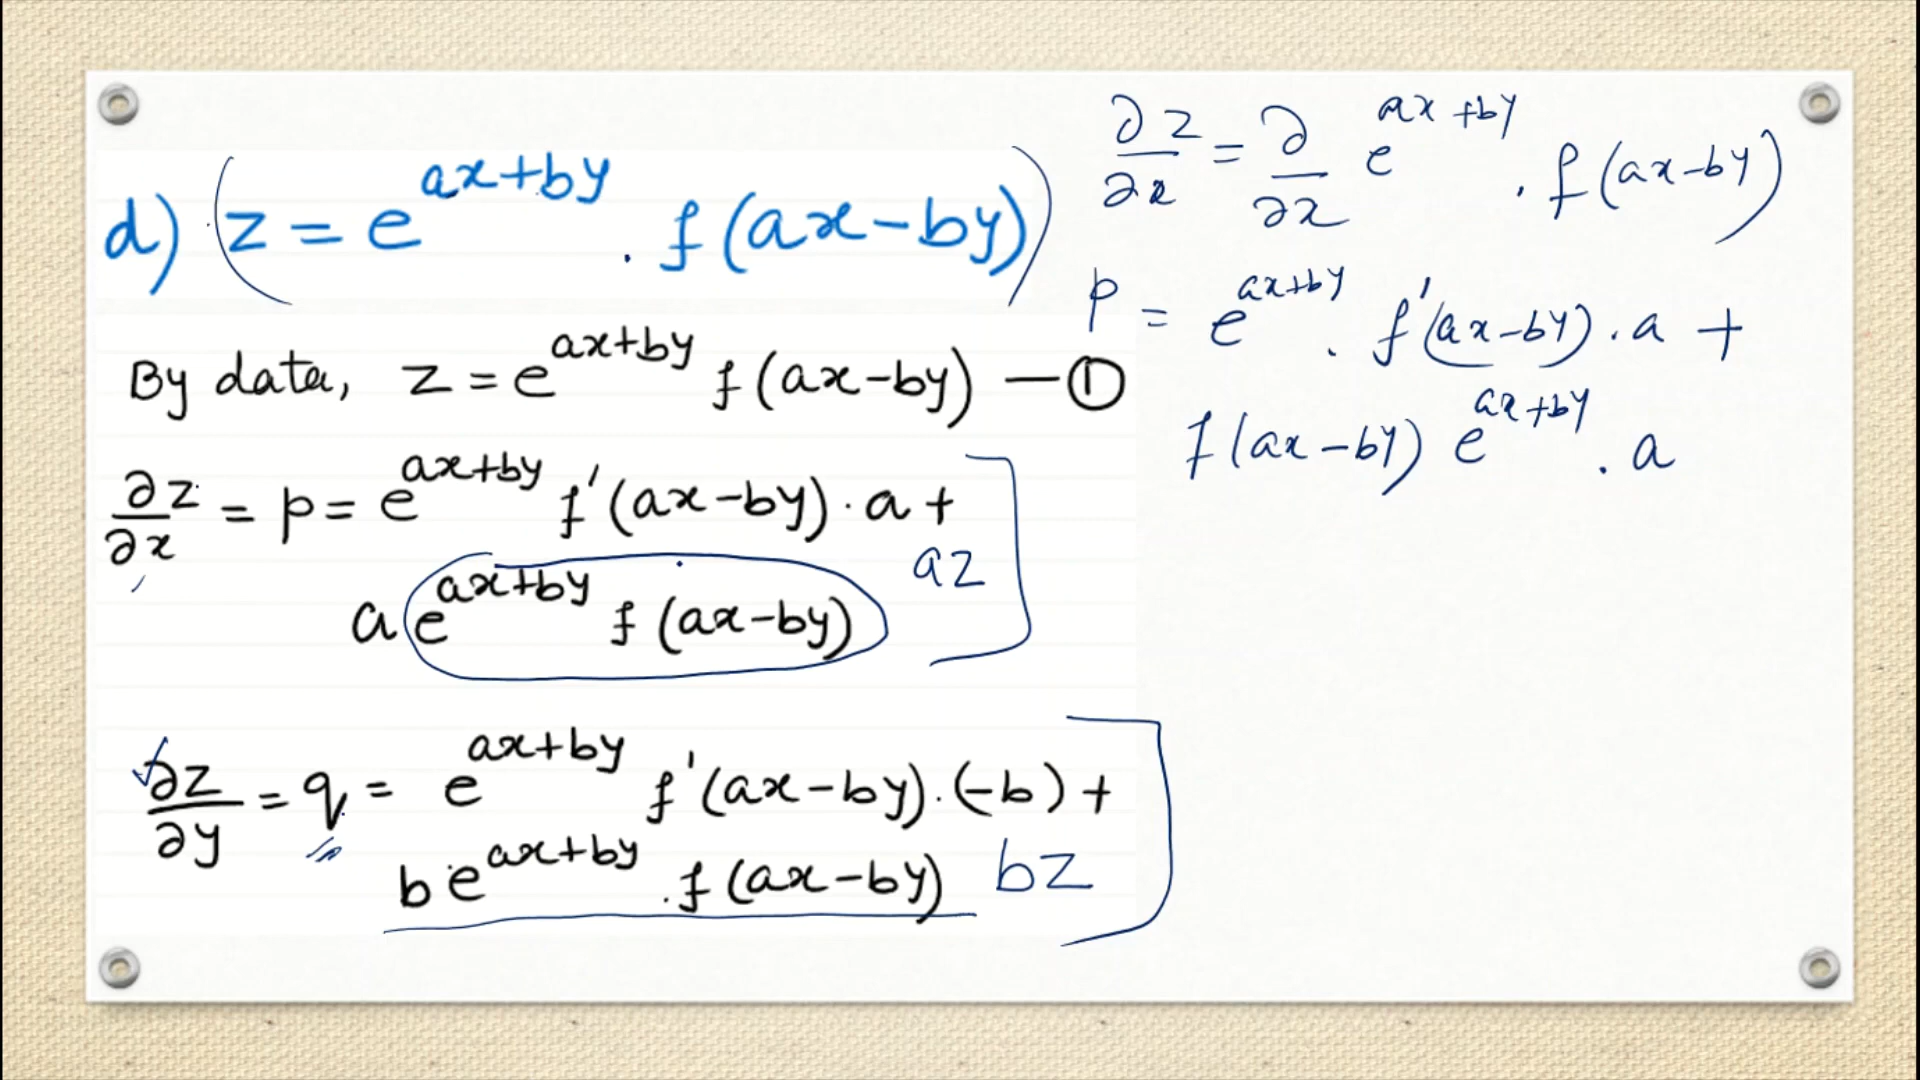 d) (z = e^{ax+by} . f(ax-by))
By data, z = e^{ax+by} f(ax-by) —①
∂z/∂x = p = e^{ax+by} f'(ax-by)·a +
a e^{ax+by} f(ax-by)
az
∂z/∂y = q = e^{ax+by} f'(ax-by)·(-b) +
b e^{ax+by} . f(ax-by) bz
∂z/∂x = ∂/∂x e^{ax+by} . f(ax-by)
p = e^{ax+by} . f'(ax-by) . a +
f(ax-by) e^{ax+by} . a